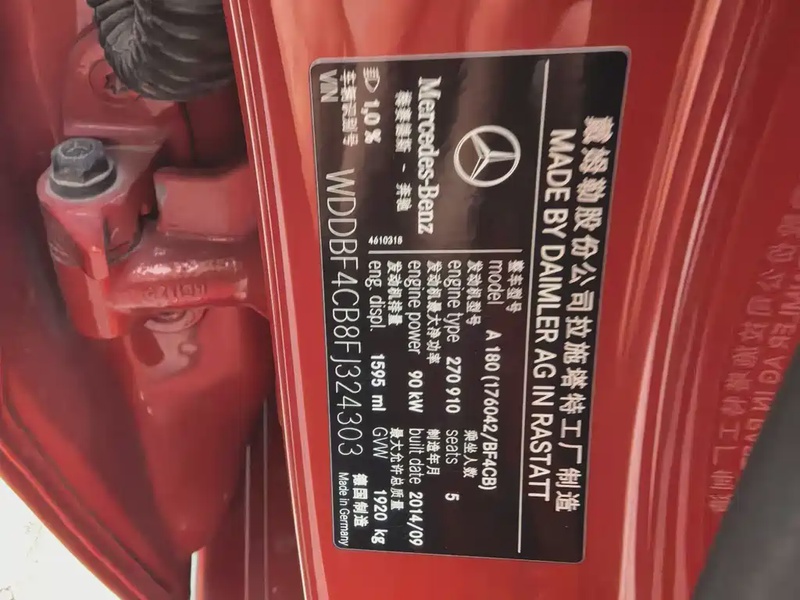 戴姆勒股份公司拉施塔特工厂制造
MADE BY DAIMLER AG IN RASTATT
Mercedes-Benz
梅赛德斯 - 奔驰
4610318
整车型号
model A 180 (176042/BF4CB)
发动机型号 乘坐人数
engine type 270 910 seats 5
发动机最大净功率 制造年月
engine power 90 kW built date 2014/09
发动机排量 最大允许总质量
eng. displ. 1595 ml GVW 1920 kg
1,0 %
车辆识别号
VIN WDDBF4CB8FJ324303
德国制造
Made in Germany